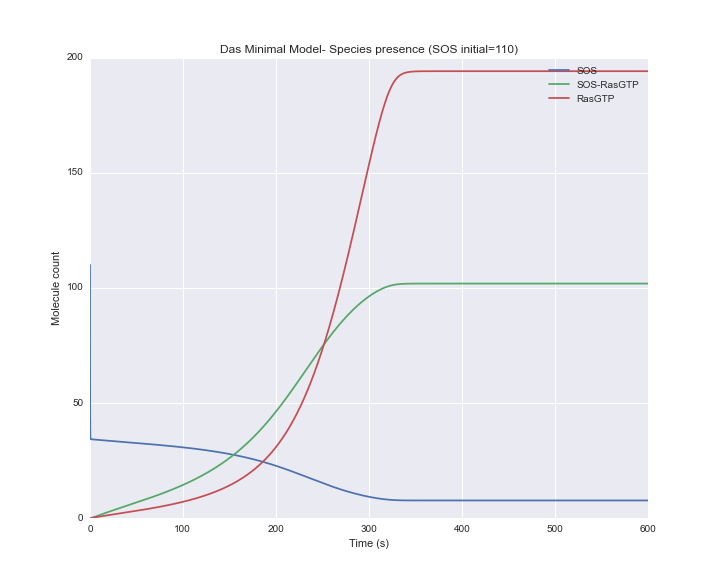 Das Minimal Model- Species presence (SOS initial=110)
200
SOS
SOS-RasGTP
RasGTP
150
Molecule count
100
50
0
0 100 200 300 400 500 600
Time (s)